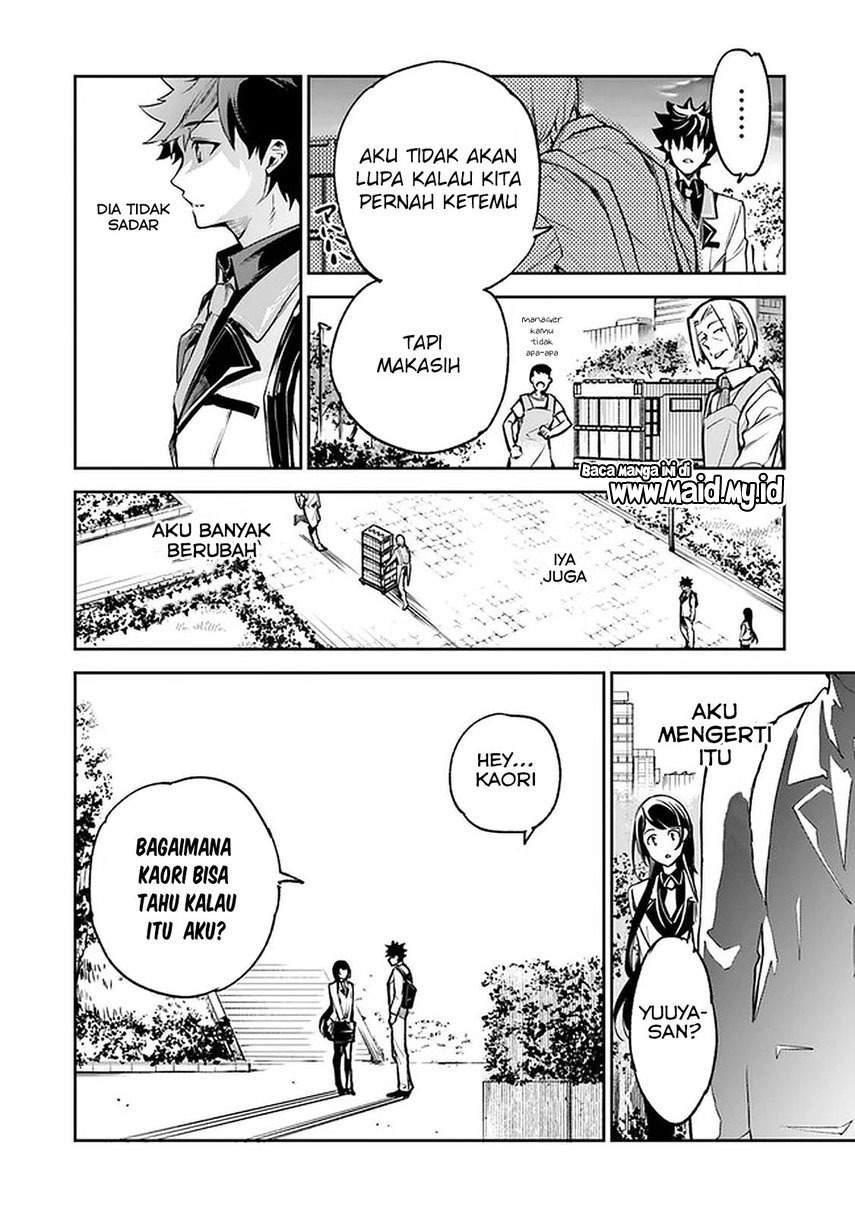 ......
AKU TIDAK AKAN
LUPA KALAU KITA
PERNAH KETEMU
TAPI
MAKASIH
DIA TIDAK
SADAR
manajer
kamu
tidak
apa-apa
Baca Manga ini di
www.Maid.My.id
IYA
JUGA
AKU BANYAK
BERUBAH
AKU
MENGERTI
ITU
YUUYA-
SAN?
HEY...
KAORI
BAGAIMANA
KAORI BISA
TAHU KALAU
ITU AKU?